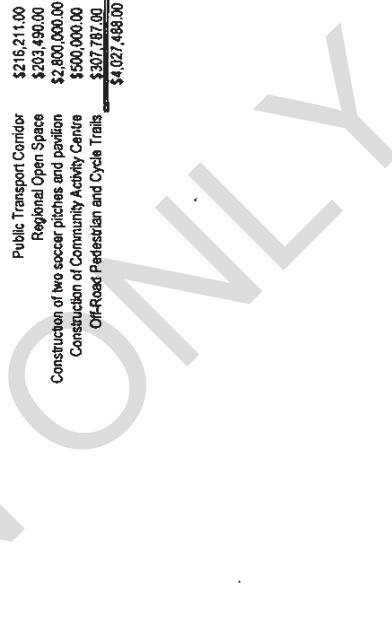 Public Transport Corridor $216,211.00
Regional Open Space $203,490.00
Construction of two soccer pitches and pavilion $2,800,000.00
Construction of Community Activity Centre $500,000.00
Off-Road Pedestrian and Cycle Trails $307,787.00
$4,027,488.00
ONLY